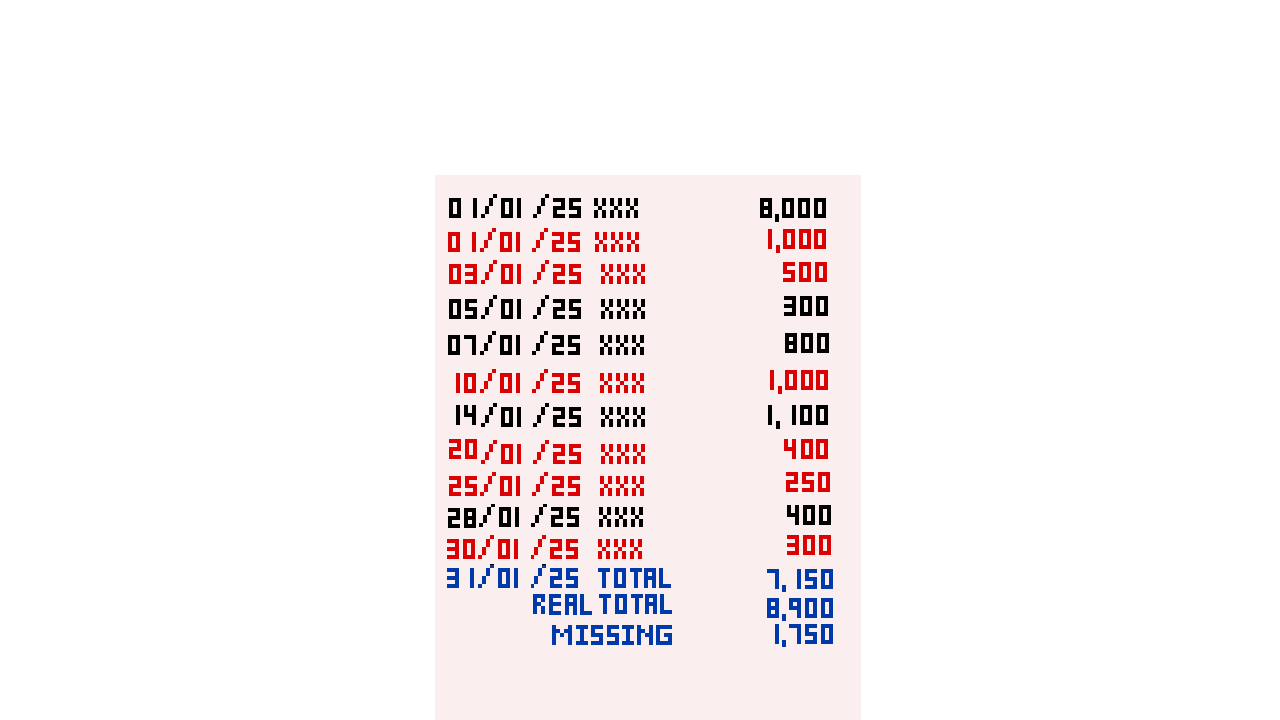 01/01/25 XXX 8,000
01/01/25 XXX 1,000
03/01/25 XXX 500
05/01/25 XXX 300
07/01/25 XXX 800
10/01/25 XXX 1,000
14/01/25 XXX 1,100
20/01/25 XXX 400
25/01/25 XXX 250
28/01/25 XXX 400
30/01/25 XXX 300
31/01/25 TOTAL 7,150
REAL TOTAL 8,900
MISSING 1,750